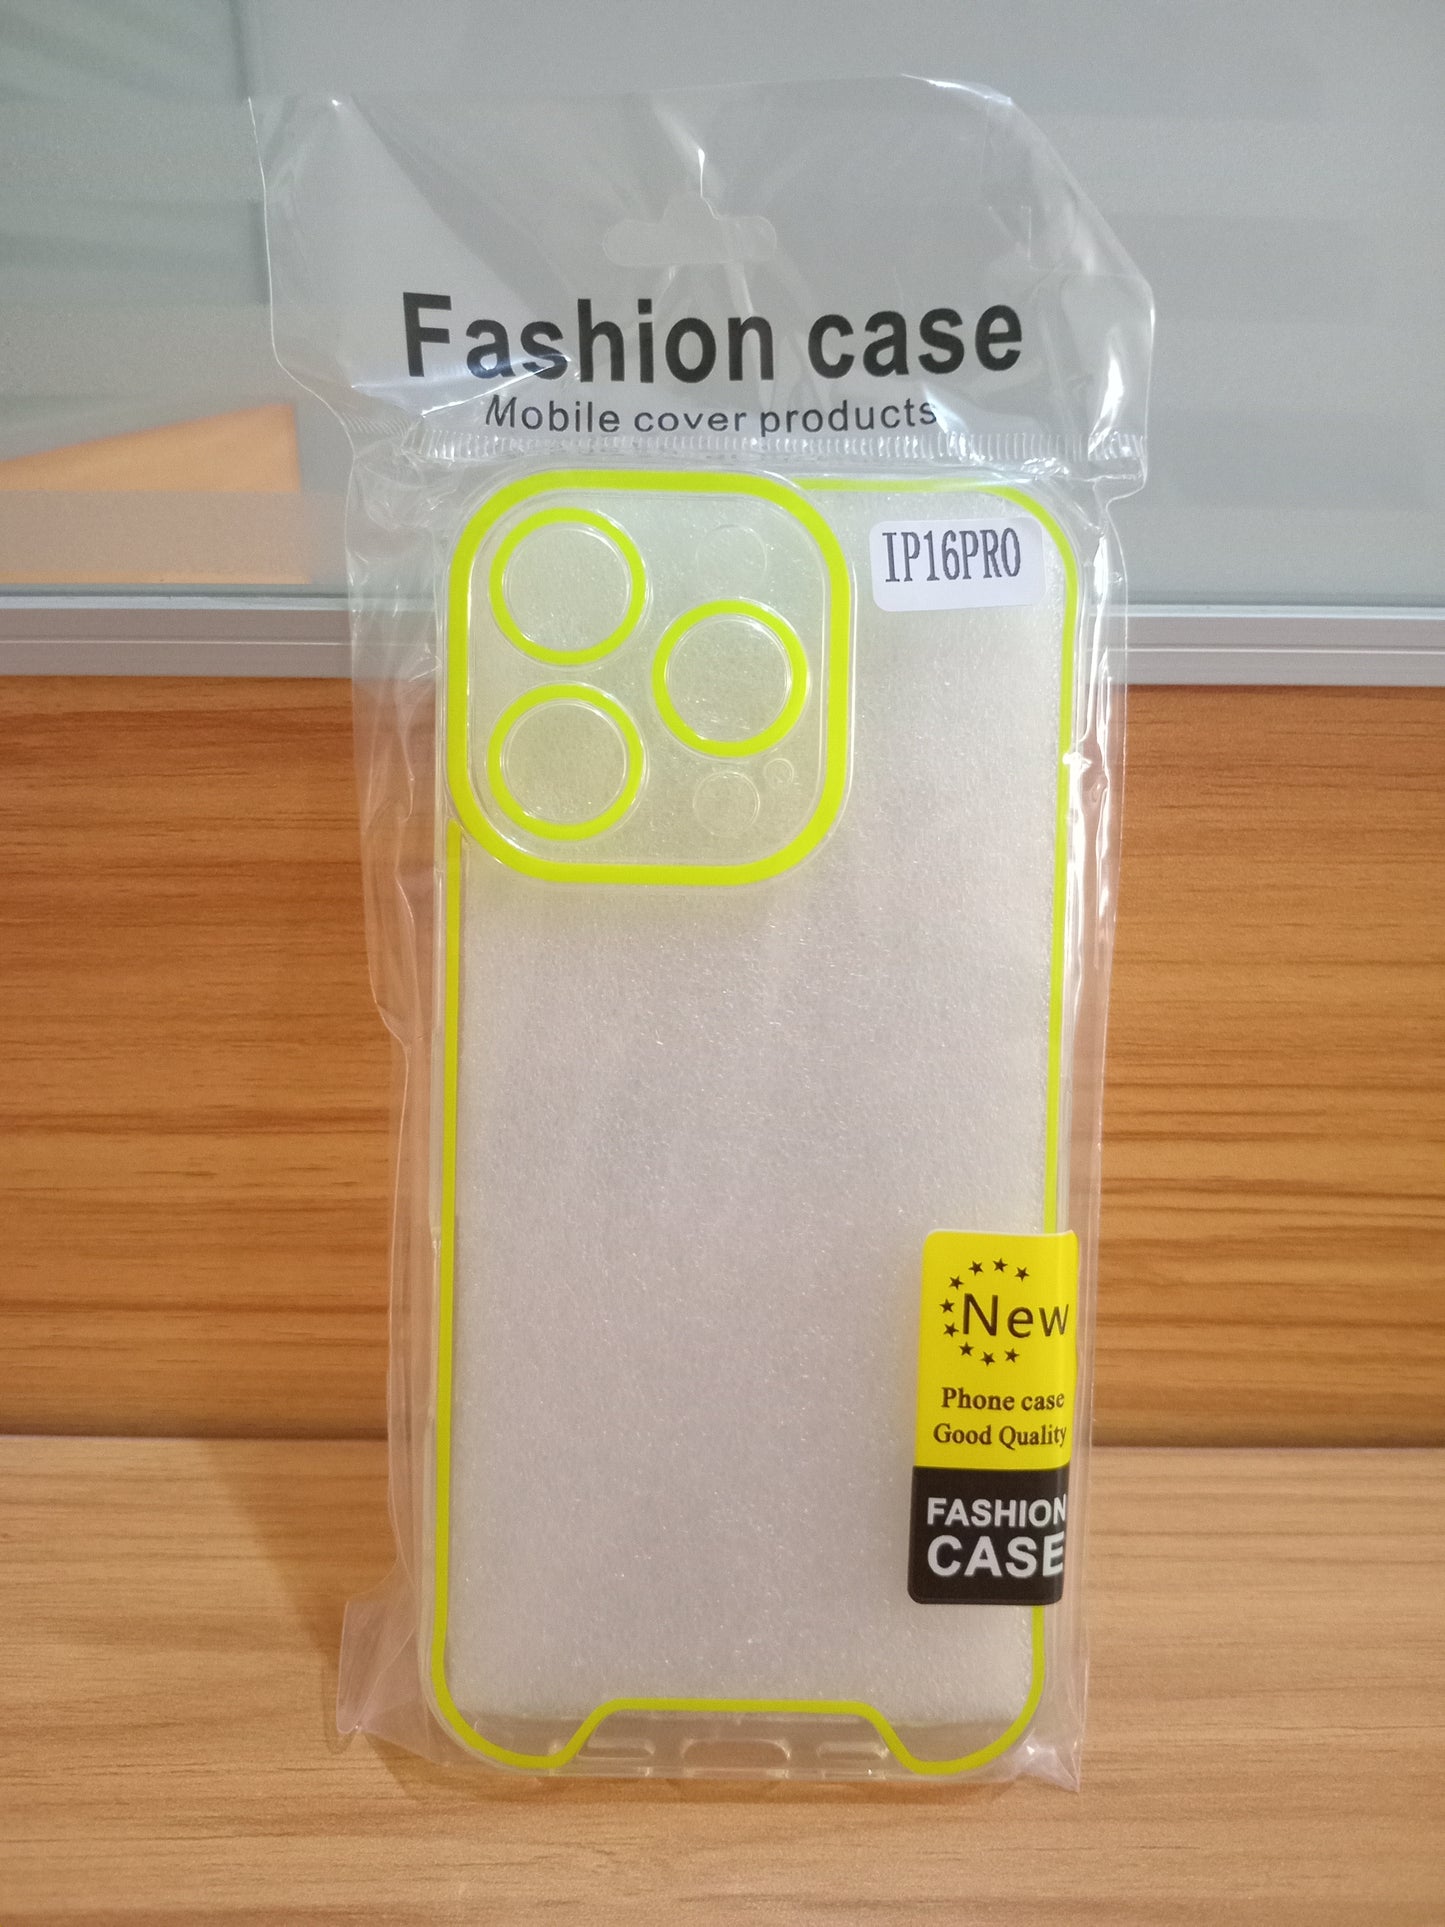 Fashion case
Mobile cover products
IP16PRO
New
Phone case
Good Quality
FASHION
CASE